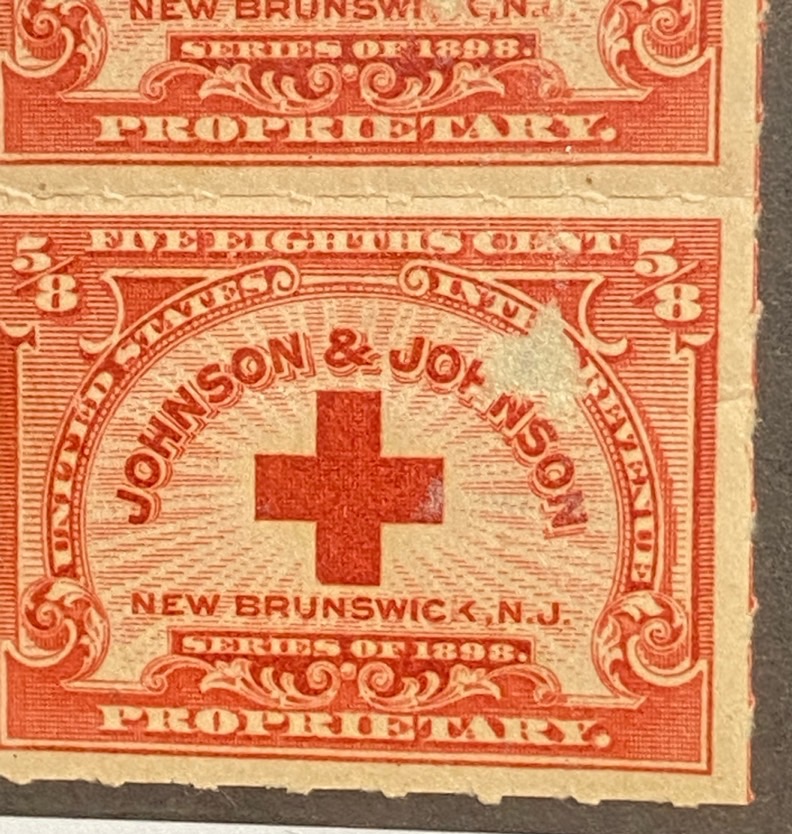 NEW BRUNSWICK, N.J.
SERIES OF 1898.
PROPRIETARY.
FIVE EIGHTHS CENT
5/8
5/8
UNITED STATES
INTE REVENUE
JOHNSON & JOHNSON
NEW BRUNSWICK, N.J.
SERIES OF 1898.
PROPRIETARY.